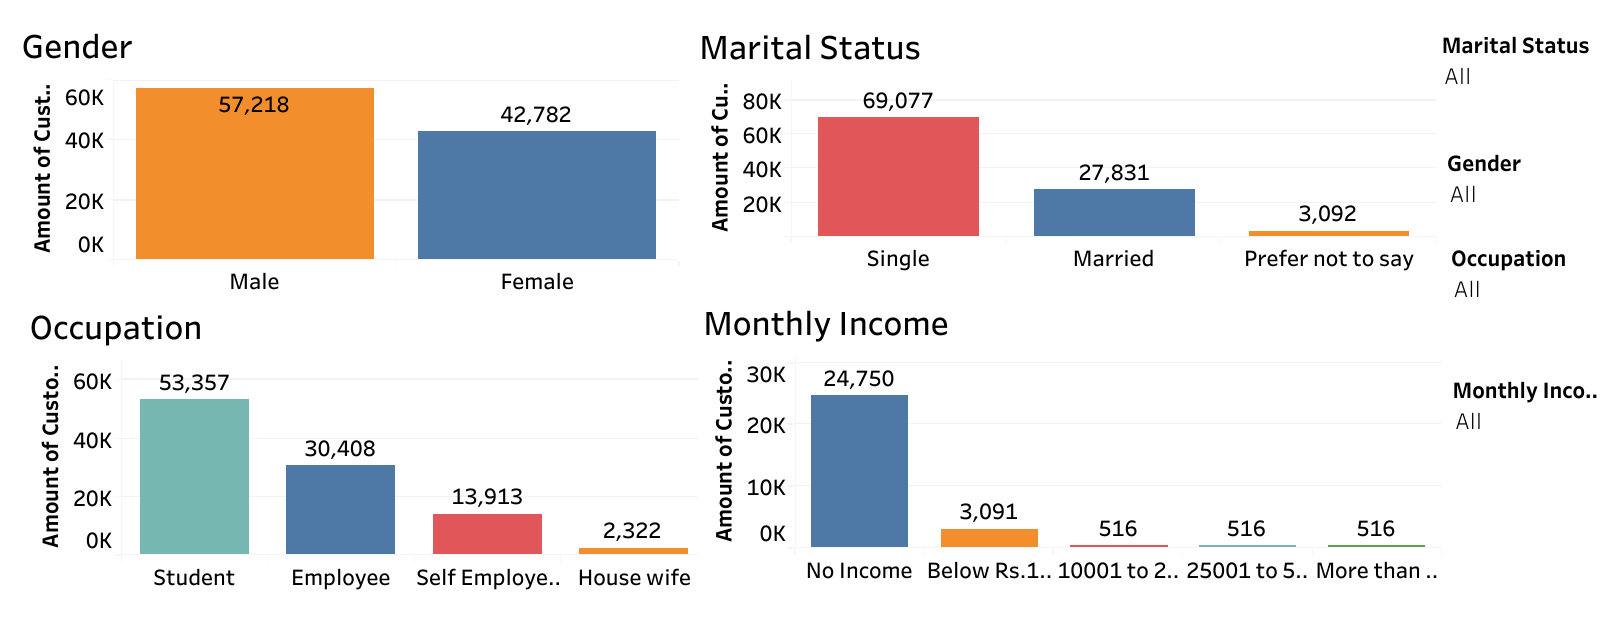 Gender
Amount of Cust..
60K
40K
20K
0K
57,218
42,782
Male
Female
Marital Status
Amount of Cu..
80K
60K
40K
20K
69,077
27,831
3,092
Single
Married
Prefer not to say
Marital Status
All
Gender
All
Occupation
All
Monthly Inco..
All
Occupation
Amount of Custo..
60K
40K
20K
0K
53,357
30,408
13,913
2,322
Student
Employee
Self Employe..
House wife
Monthly Income
Amount of Custo..
30K
20K
10K
0K
24,750
3,091
516
516
516
No Income
Below Rs.1..
10001 to 2..
25001 to 5..
More than ..